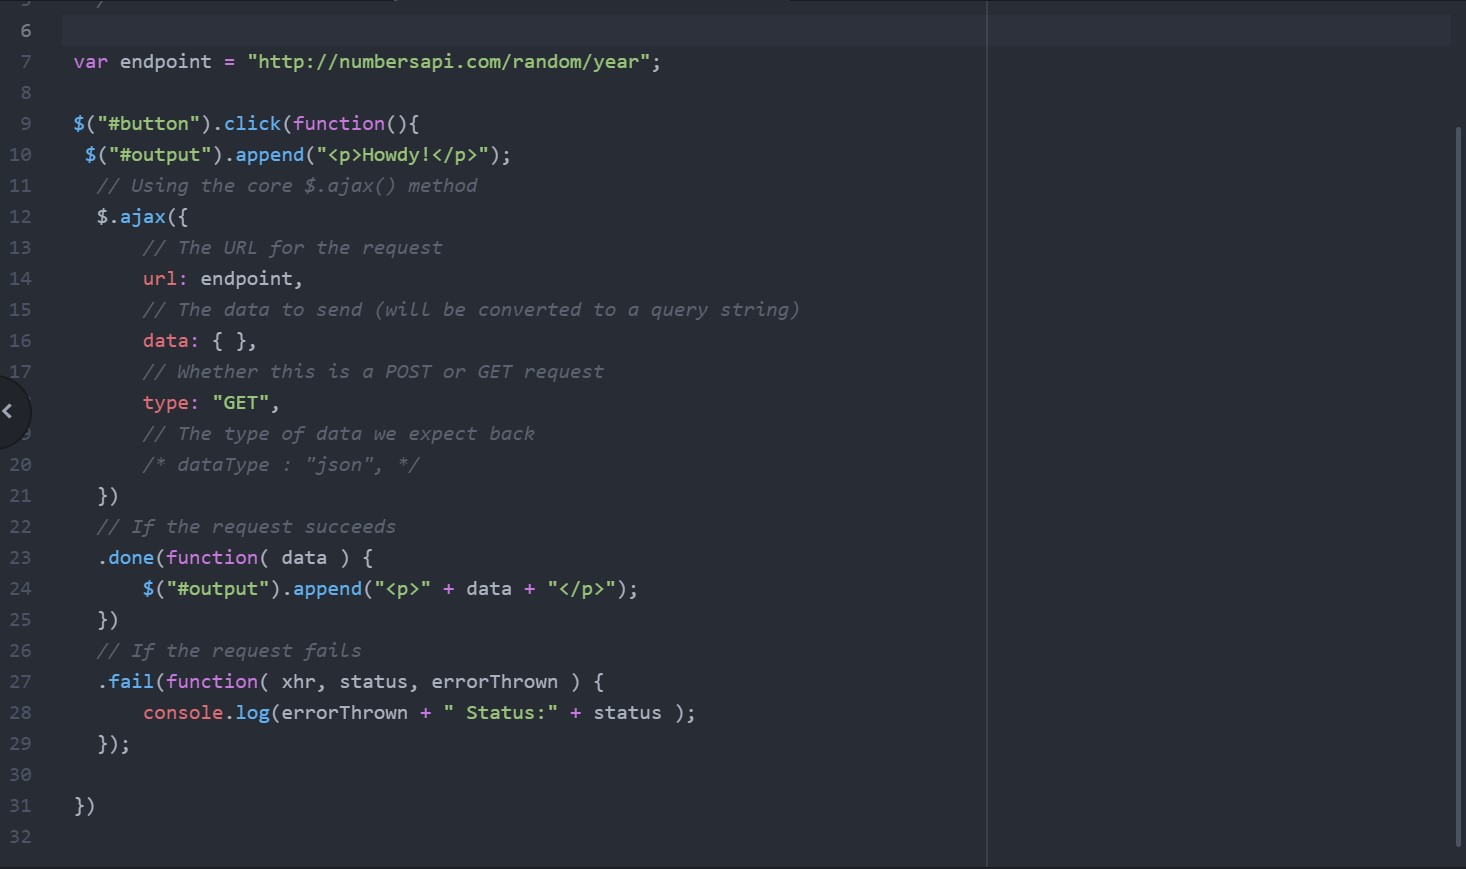 6
7 var endpoint = "http://numbersapi.com/random/year";
8
9 $("#button").click(function(){
10  $("#output").append("<p>Howdy!</p>");
11   // Using the core $.ajax() method
12   $.ajax({
13       // The URL for the request
14       url: endpoint,
15       // The data to send (will be converted to a query string)
16       data: { },
17       // Whether this is a POST or GET request
       type: "GET",
       // The type of data we expect back
20       /* dataType : "json", */
21   })
22   // If the request succeeds
23   .done(function( data ) {
24       $("#output").append("<p>" + data + "</p>");
25   })
26   // If the request fails
27   .fail(function( xhr, status, errorThrown ) {
28       console.log(errorThrown + " Status:" + status );
29   });
30
31 })
32